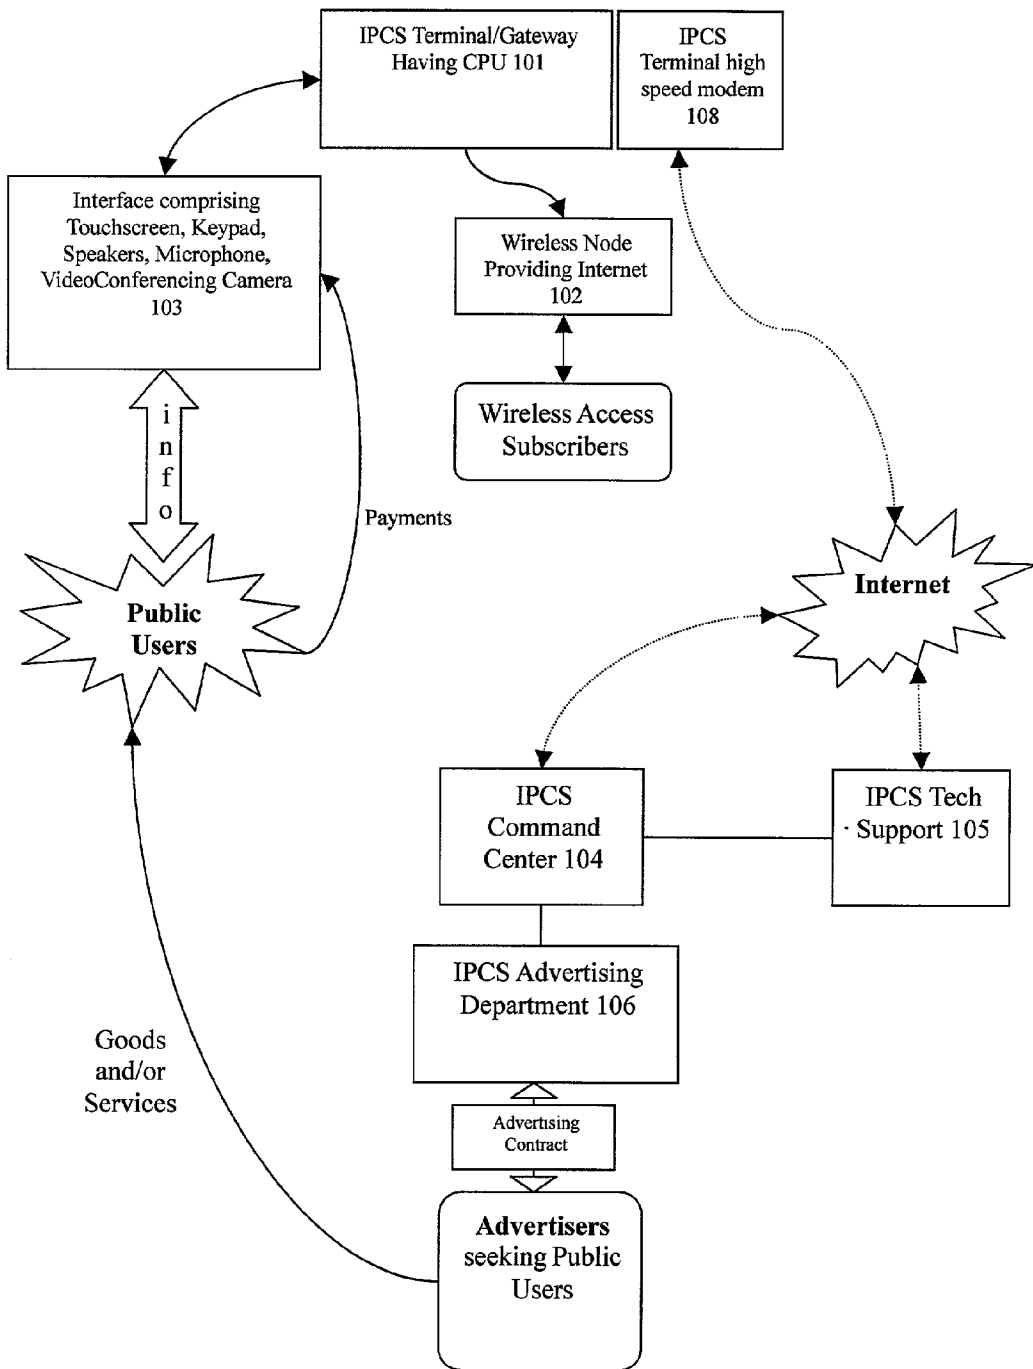 IPCS Terminal/Gateway
Having CPU 101
IPCS
Terminal high
speed modem
108
Interface comprising
Touchscreen, Keypad,
Speakers, Microphone,
VideoConferencing Camera
103
Wireless Node
Providing Internet
102
Wireless Access
Subscribers
i
n
f
o
Payments
Public
Users
Internet
IPCS
Command
Center 104
IPCS Tech
Support 105
IPCS Advertising
Department 106
Goods
and/or
Services
Advertising
Contract
Advertisers
seeking Public
Users